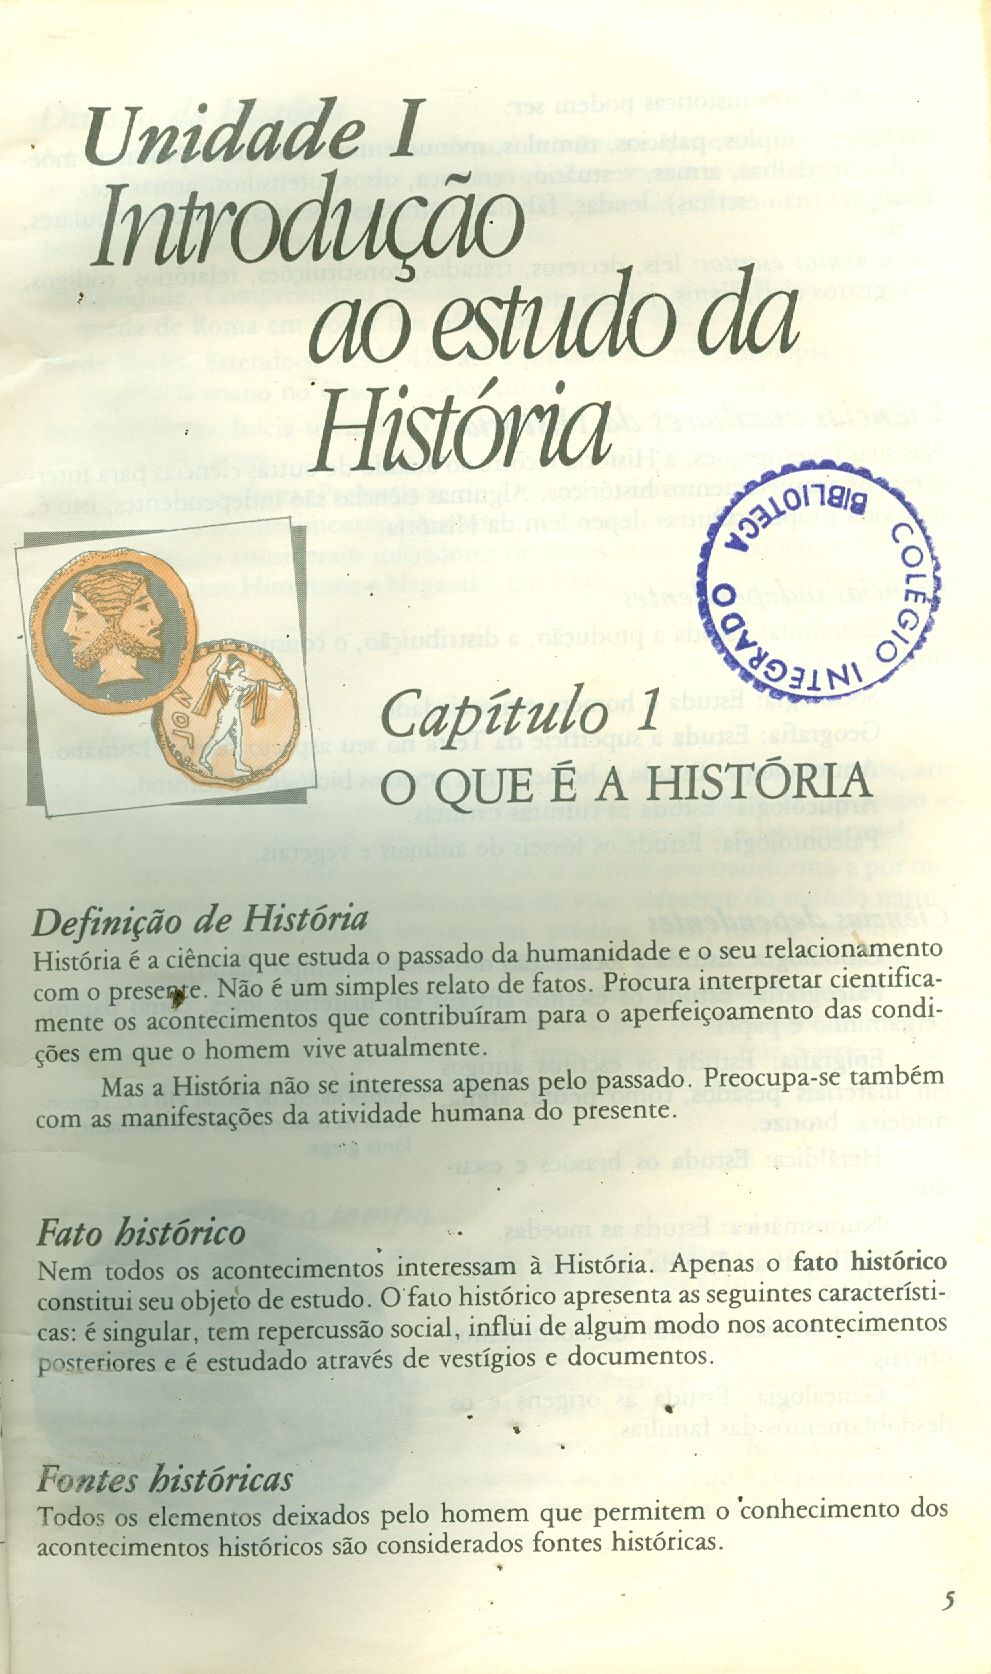 Unidade I
Introdução
ao estudo da
História
BIBLIOTECA
COLÉGIO INTEGRADO
Capítulo 1
O QUE É A HISTÓRIA
Definição de História
História é a ciência que estuda o passado da humanidade e o seu relacionamento
com o presente. Não é um simples relato de fatos. Procura interpretar cientifica-
mente os acontecimentos que contribuíram para o aperfeiçoamento das condi-
ções em que o homem vive atualmente.
Mas a História não se interessa apenas pelo passado. Preocupa-se também
com as manifestações da atividade humana do presente.
Fato histórico
Nem todos os acontecimentos interessam à História. Apenas o fato histórico
constitui seu objeto de estudo. O fato histórico apresenta as seguintes característi-
cas: é singular, tem repercussão social, influi de algum modo nos acontecimentos
posteriores e é estudado através de vestígios e documentos.
Fontes históricas
Todos os elementos deixados pelo homem que permitem o conhecimento dos
acontecimentos históricos são considerados fontes históricas.
5